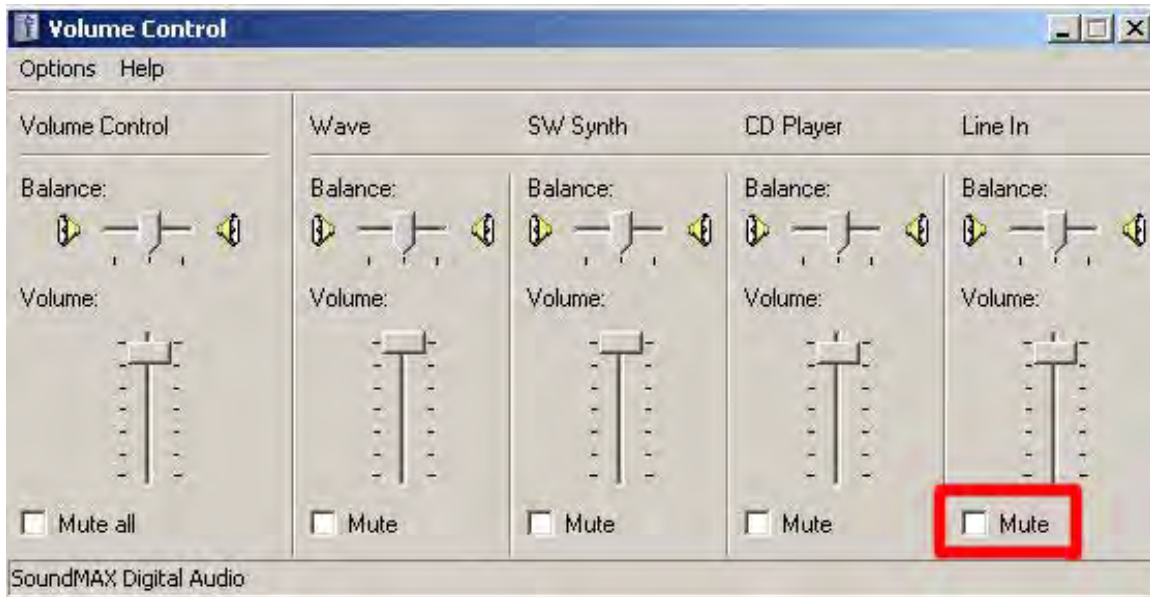 Volume Control
Options Help
Volume Control Wave SW Synth CD Player Line In
Balance: Balance: Balance: Balance: Balance:
Volume: Volume: Volume: Volume: Volume:
Mute all Mute Mute Mute Mute
SoundMAX Digital Audio